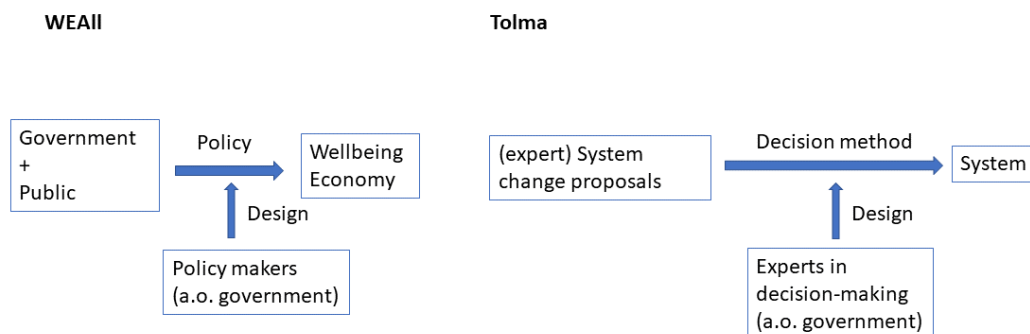 WEAll
Government
+
Public
Policy
Wellbeing
Economy
Design
Policy makers
(a.o. government)
Tolma
(expert) System
change proposals
Decision method
System
Design
Experts in
decision-making
(a.o. government)